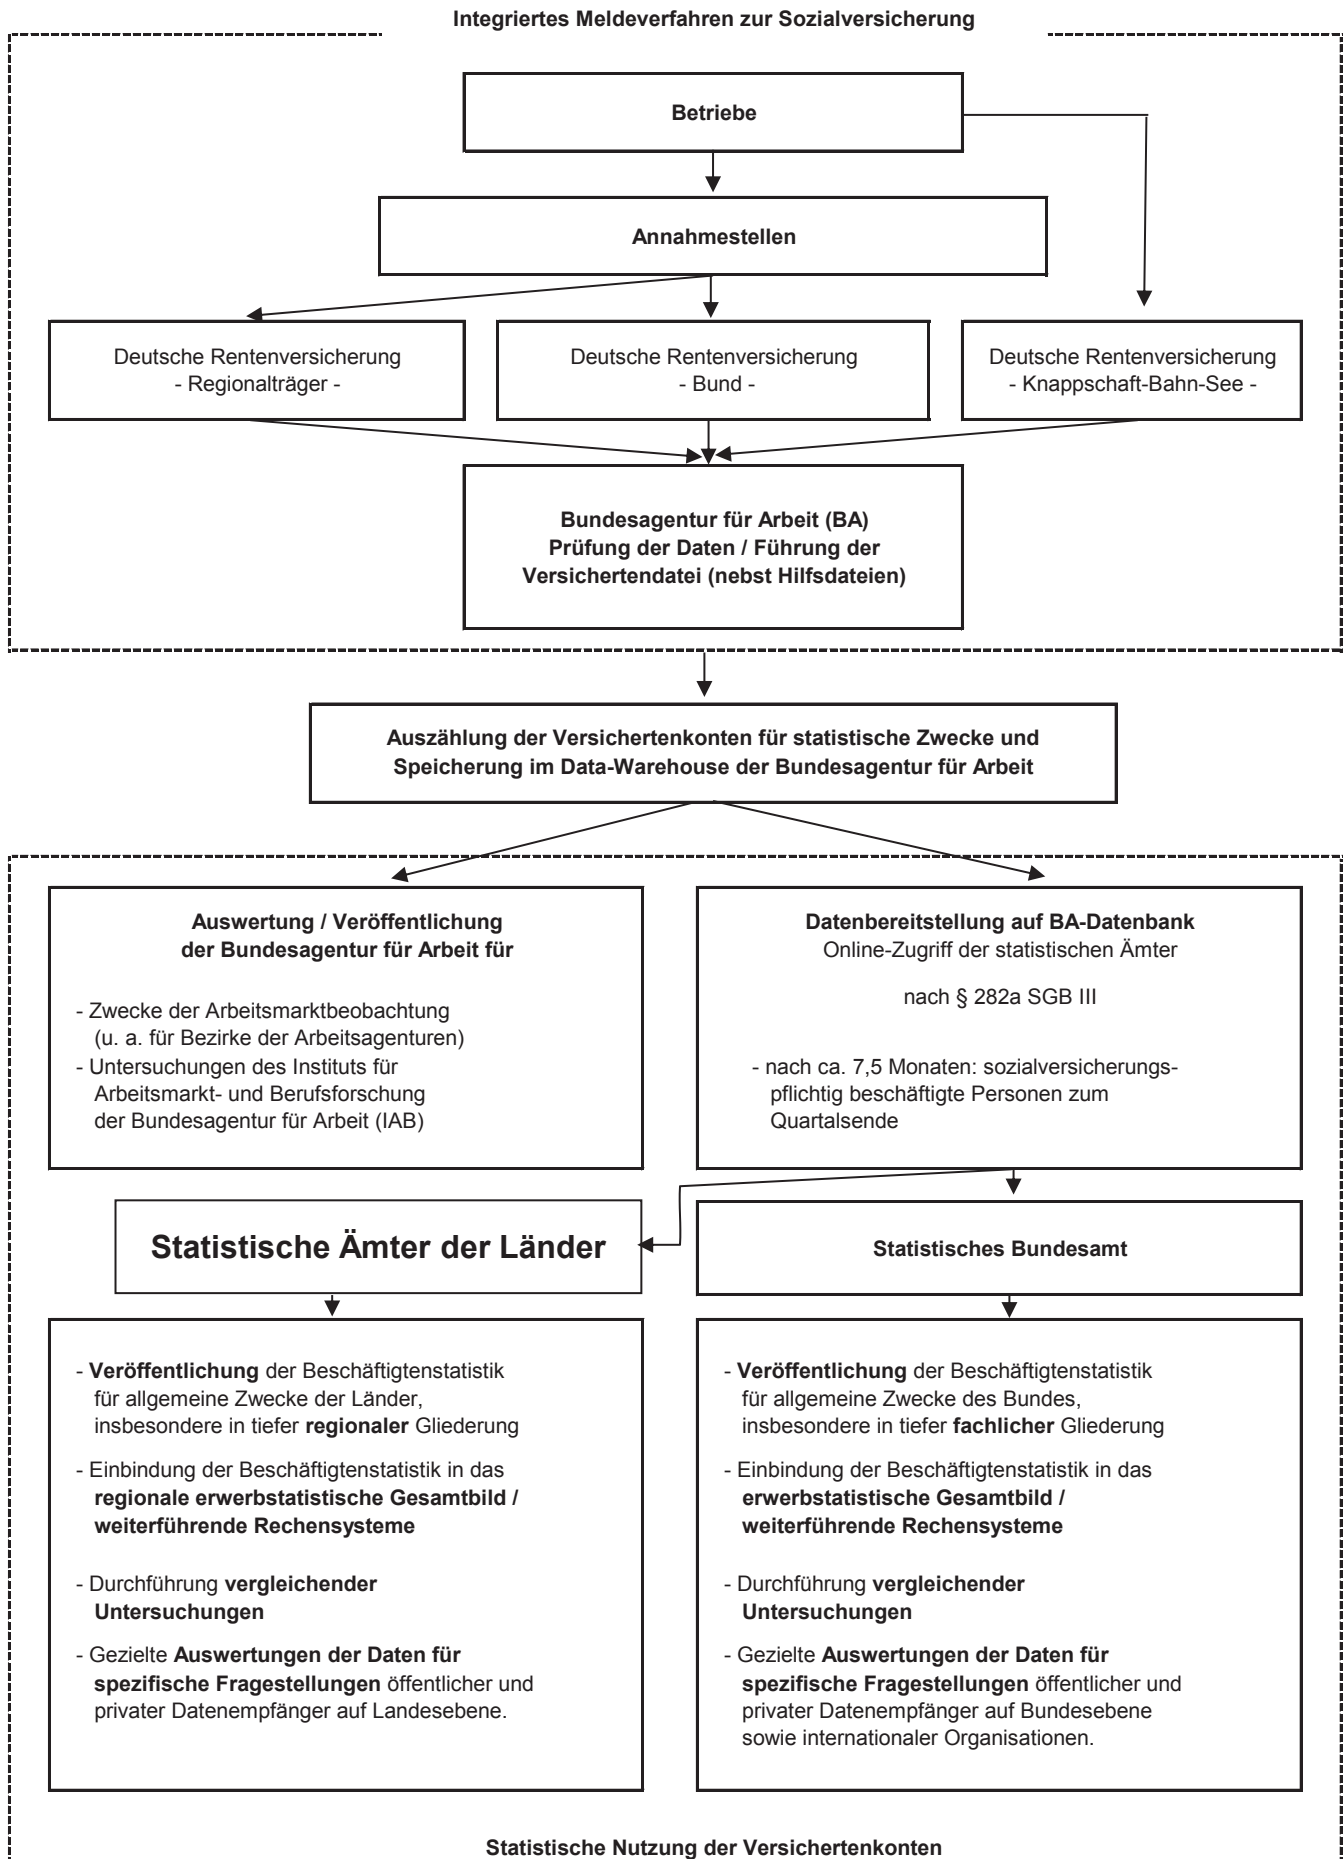 Integriertes Meldeverfahren zur Sozialversicherung
Betriebe
Annahmestellen
Deutsche Rentenversicherung
- Regionalträger -
Deutsche Rentenversicherung
- Bund -
Deutsche Rentenversicherung
- Knappschaft-Bahn-See -
Bundesagentur für Arbeit (BA)
Prüfung der Daten / Führung der
Versichertendatei (nebst Hilfsdateien)
Auszählung der Versichertenkonten für statistische Zwecke und
Speicherung im Data-Warehouse der Bundesagentur für Arbeit
Auswertung / Veröffentlichung
der Bundesagentur für Arbeit für
- Zwecke der Arbeitsmarktbeobachtung
(u. a. für Bezirke der Arbeitsagenturen)
- Untersuchungen des Instituts für
Arbeitsmarkt- und Berufsforschung
der Bundesagentur für Arbeit (IAB)
Datenbereitstellung auf BA-Datenbank
Online-Zugriff der statistischen Ämter
nach § 282a SGB III
- nach ca. 7,5 Monaten: sozialversicherungs-
pflichtig beschäftigte Personen zum
Quartalsende
Statistische Ämter der Länder
Statistisches Bundesamt
- Veröffentlichung der Beschäftigtenstatistik
für allgemeine Zwecke der Länder,
insbesondere in tiefer regionaler Gliederung
- Einbindung der Beschäftigtenstatistik in das
regionale erwerbstatistische Gesamtbild /
weiterführende Rechensysteme
- Durchführung vergleichender
Untersuchungen
- Gezielte Auswertungen der Daten für
spezifische Fragestellungen öffentlicher und
privater Datenempfänger auf Landesebene.
- Veröffentlichung der Beschäftigtenstatistik
für allgemeine Zwecke des Bundes,
insbesondere in tiefer fachlicher Gliederung
- Einbindung der Beschäftigtenstatistik in das
erwerbstatistische Gesamtbild /
weiterführende Rechensysteme
- Durchführung vergleichender
Untersuchungen
- Gezielte Auswertungen der Daten für
spezifische Fragestellungen öffentlicher und
privater Datenempfänger auf Bundesebene
sowie internationaler Organisationen.
Statistische Nutzung der Versichertenkonten